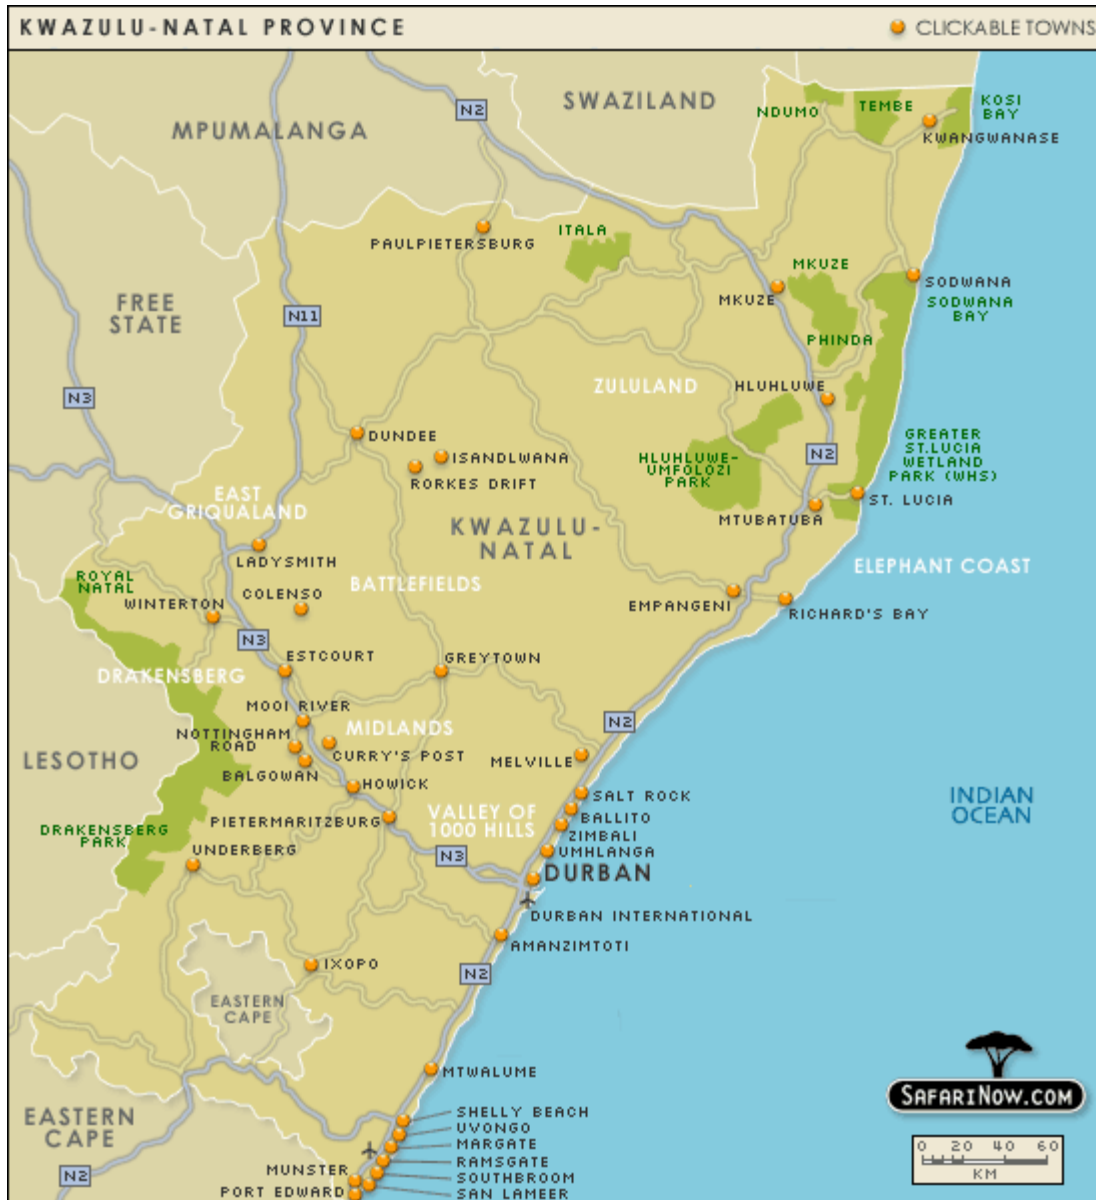 KWAZULU-NATAL PROVINCE
CLICKABLE TOWNS
N2
SWAZILAND
NDUMO
TEMBE
KOSI
BAY
MPUMALANGA
KWANGWANASE
PAULPIETERSBURG
ITALA
MKUZE
SODWANA
MKUZE
SODWANA
BAY
FREE
STATE
N11
PHINDA
ZULULAND
HLUHLUWE
N3
DUNDEE
GREATER
ST.LUCIA
WETLAND
PARK (WHS)
ISANDLWANA
HLUHLUWE-
UMFOLOZI
PARK
N2
RORKES DRIFT
EAST
GRIQUALAND
ST. LUCIA
MTUBATUBA
KWAZULU-
NATAL
LADYSMITH
ELEPHANT COAST
ROYAL
NATAL
BATTLEFIELDS
COLENSO
WINTERTON
EMPANGENI
RICHARD'S BAY
N3
ESTCOURT
GREYTOWN
DRAKENSBERG
MOOI RIVER
N2
MIDLANDS
NOTTINGHAM
ROAD
CURRY'S POST
LESOTHO
MELVILLE
BALGOWAN
HOWICK
SALT ROCK
INDIAN
OCEAN
VALLEY OF
1000 HILLS
BALLITO
PIETERMARITZBURG
DRAKENSBERG
PARK
ZIMBALI
UNDERBERG
UMHLANGA
N3
DURBAN
DURBAN INTERNATIONAL
AMANZIMTOTI
IXOPO
N2
EASTERN
CAPE
MTWALUME
SAFARINOW.COM
EASTERN
CAPE
SHELLY BEACH
UVONGO
MARGATE
RAMSGATE
SOUTHBROOM
SAN LAMEER
MUNSTER
PORT EDWARD
N2
0 20 40 60
KM